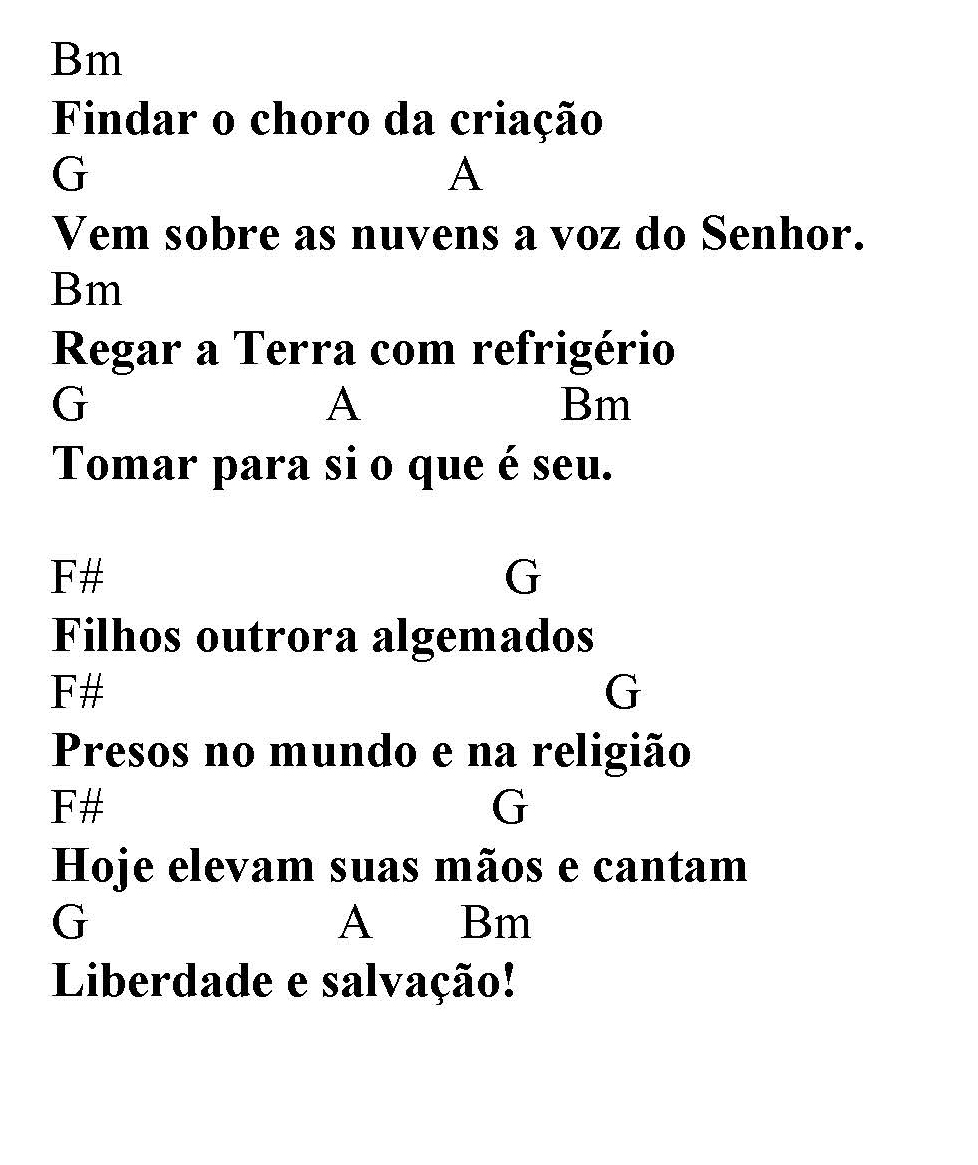 Bm
Findar o choro da criação
G A
Vem sobre as nuvens a voz do Senhor.
Bm
Regar a Terra com refrigério
G A Bm
Tomar para si o que é seu.
F# G
Filhos outrora algemados
F# G
Presos no mundo e na religião
F# G
Hoje elevam suas mãos e cantam
G A Bm
Liberdade e salvação!